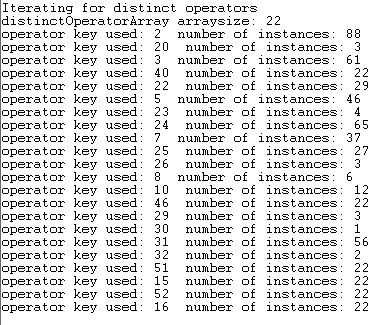 Iterating for distinct operators
distinctOperatorArray arraysize: 22
operator key used: 2  number of instances: 88
operator key used: 20  number of instances: 3
operator key used: 3  number of instances: 61
operator key used: 40  number of instances: 22
operator key used: 22  number of instances: 29
operator key used: 5  number of instances: 46
operator key used: 23  number of instances: 4
operator key used: 24  number of instances: 65
operator key used: 7  number of instances: 37
operator key used: 25  number of instances: 27
operator key used: 26  number of instances: 3
operator key used: 8  number of instances: 6
operator key used: 10  number of instances: 12
operator key used: 46  number of instances: 22
operator key used: 29  number of instances: 3
operator key used: 30  number of instances: 1
operator key used: 31  number of instances: 56
operator key used: 32  number of instances: 2
operator key used: 51  number of instances: 22
operator key used: 15  number of instances: 22
operator key used: 52  number of instances: 22
operator key used: 16  number of instances: 22